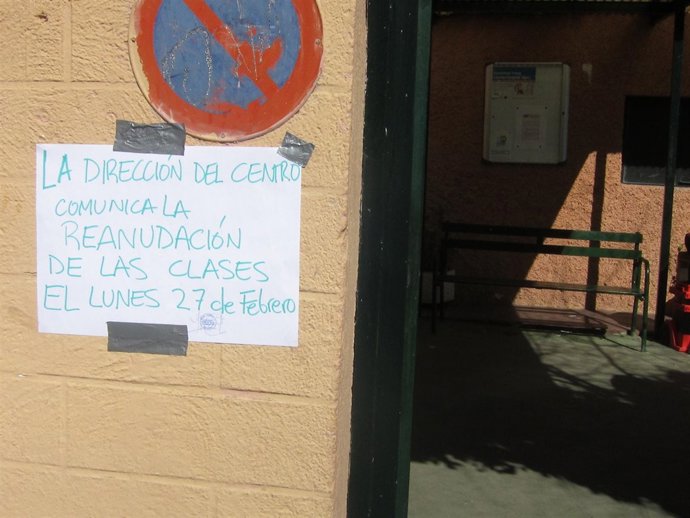 LA DIRECCIÓN DEL CENTRO
COMUNICA LA
REANUDACIÓN
DE LAS CLASES
EL LUNES 27 de Febrero